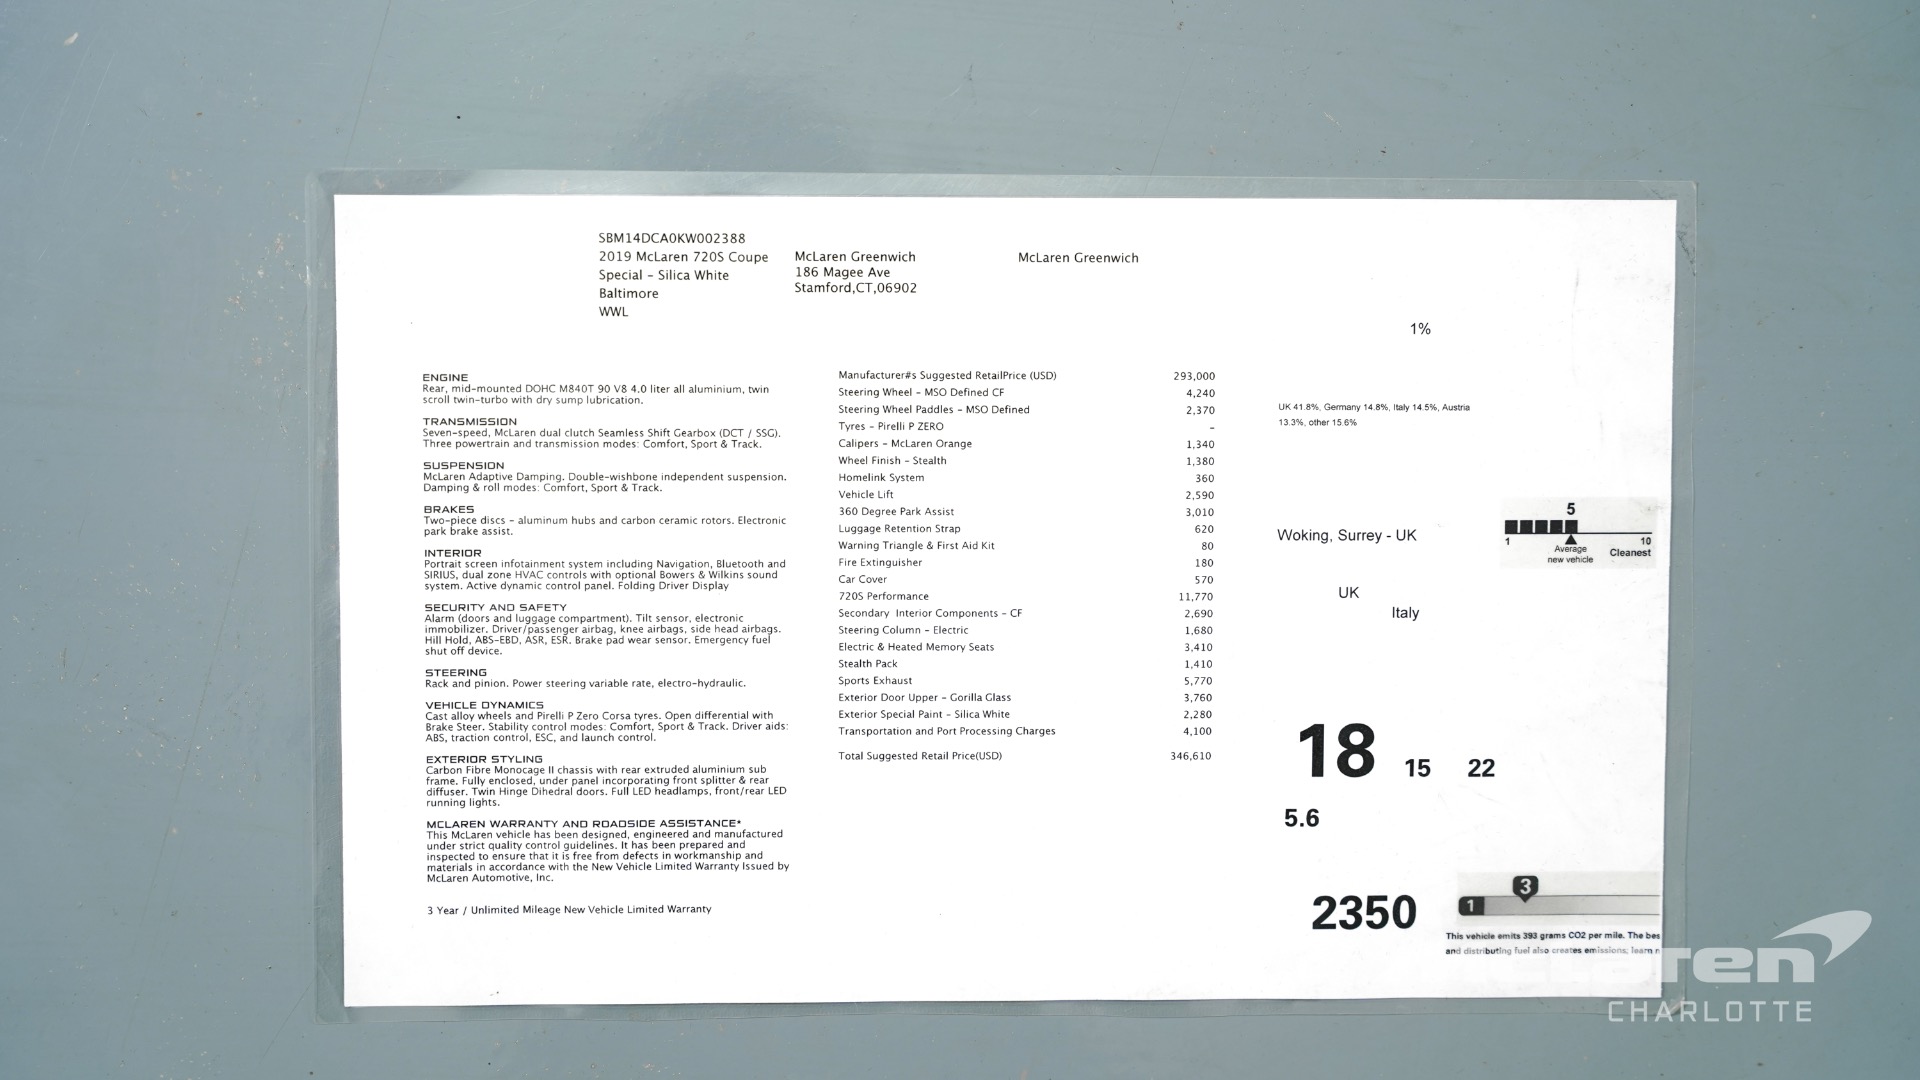 SBM14DCA0KW002388
2019 McLaren 720S Coupe
Special - Silica White
Baltimore
WWL
McLaren Greenwich
186 Magee Ave
Stamford,CT,06902
McLaren Greenwich
1%
ENGINE
Rear, mid-mounted DOHC M840T 90 V8 4.0 liter all aluminium, twin
scroll twin-turbo with dry sump lubrication.
TRANSMISSION
Seven-speed, McLaren dual clutch Seamless Shift Gearbox (DCT / SSG).
Three powertrain and transmission modes: Comfort, Sport & Track.
SUSPENSION
McLaren Adaptive Damping. Double-wishbone independent suspension.
Damping & roll modes: Comfort, Sport & Track.
BRAKES
Two-piece discs - aluminum hubs and carbon ceramic rotors. Electronic
park brake assist.
INTERIOR
Portrait screen infotainment system including Navigation, Bluetooth and
SIRIUS, dual zone HVAC controls with optional Bowers & Wilkins sound
system. Active dynamic control panel. Folding Driver Display
SECURITY AND SAFETY
Alarm (doors and luggage compartment). Tilt sensor, electronic
immobilizer. Driver/passenger airbag, knee airbags, side head airbags.
Hill Hold, ABS-EBD, ASR, ESR. Brake pad wear sensor. Emergency fuel
shut off device.
STEERING
Rack and pinion. Power steering variable rate, electro-hydraulic.
VEHICLE DYNAMICS
Cast alloy wheels and Pirelli P Zero Corsa tyres. Open differential with
Brake Steer. Stability control modes: Comfort, Sport & Track. Driver aids:
ABS, traction control, ESC, and launch control.
EXTERIOR STYLING
Carbon Fibre Monocage II chassis with rear extruded aluminium sub
frame. Fully enclosed, under panel incorporating front splitter & rear
diffuser. Twin Hinge Dihedral doors. Full LED headlamps, front/rear LED
running lights.
MCLAREN WARRANTY AND ROADSIDE ASSISTANCE*
This McLaren vehicle has been designed, engineered and manufactured
under strict quality control guidelines. It has been prepared and
inspected to ensure that it is free from defects in workmanship and
materials in accordance with the New Vehicle Limited Warranty Issued by
McLaren Automotive, Inc.
3 Year / Unlimited Mileage New Vehicle Limited Warranty
Manufacturer#s Suggested RetailPrice (USD) 293,000
Steering Wheel - MSO Defined CF 4,240
Steering Wheel Paddles - MSO Defined 2,370
Tyres - Pirelli P ZERO -
Calipers - McLaren Orange 1,340
Wheel Finish - Stealth 1,380
Homelink System 360
Vehicle Lift 2,590
360 Degree Park Assist 3,010
Luggage Retention Strap 620
Warning Triangle & First Aid Kit 80
Fire Extinguisher 180
Car Cover 570
720S Performance 11,770
Secondary Interior Components - CF 2,690
Steering Column - Electric 1,680
Electric & Heated Memory Seats 3,410
Stealth Pack 1,410
Sports Exhaust 5,770
Exterior Door Upper - Gorilla Glass 3,760
Exterior Special Paint - Silica White 2,280
Transportation and Port Processing Charges 4,100
Total Suggested Retail Price(USD) 346,610
UK 41.8%, Germany 14.8%, Italy 14.5%, Austria
13.3%, other 15.6%
Woking, Surrey - UK
5
1 10
Average
new vehicle
Cleanest
UK
Italy
18 15 22
5.6
2350
3
1
This vehicle emits 393 grams CO2 per mile. The bes
and distributing fuel also creates emissions; learn
CHARLOTTE